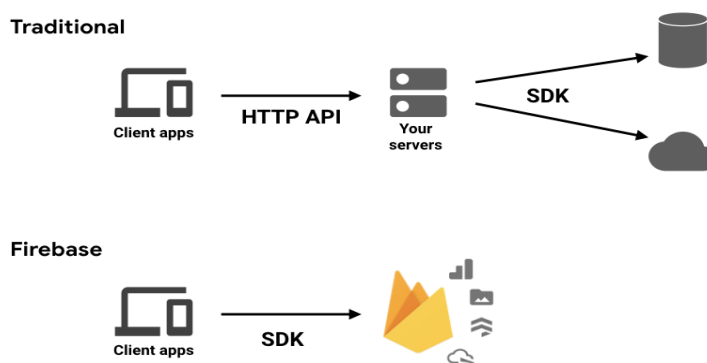 Traditional
Client apps
HTTP API
Your
servers
SDK
Firebase
Client apps
SDK